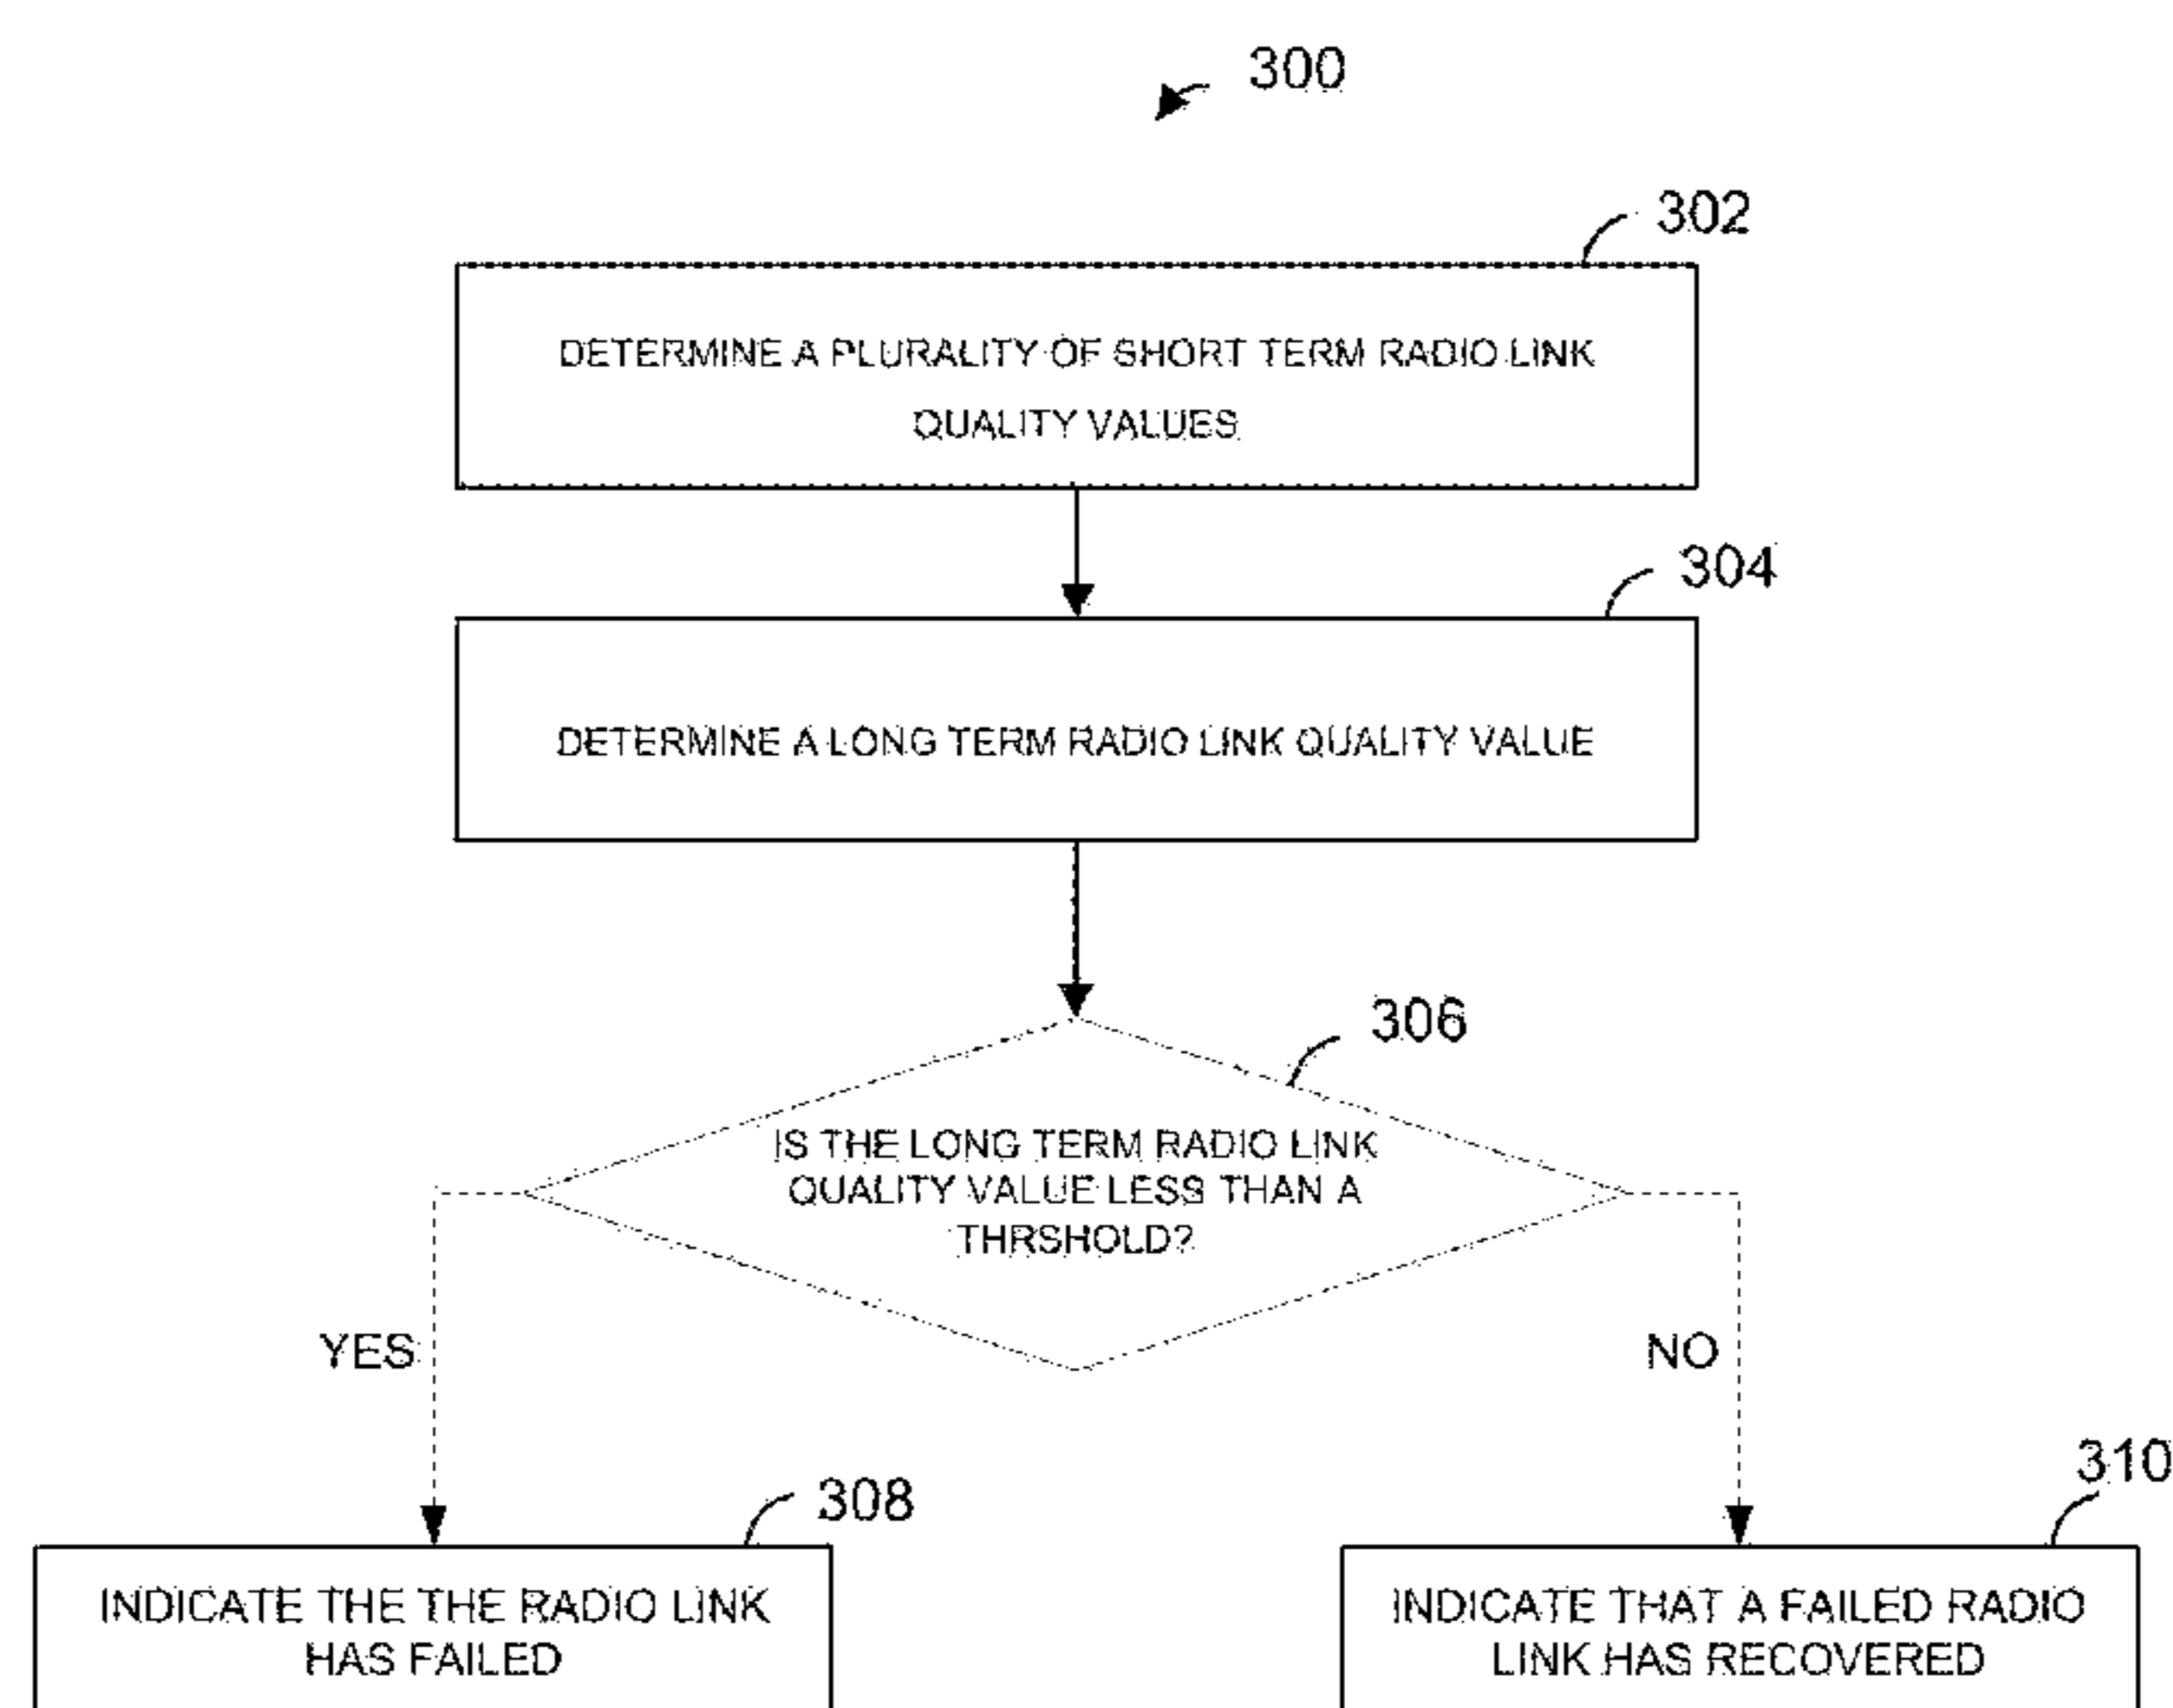 300
302
DETERMINE A PLURALITY OF SHORT TERM RADIO LINK
QUALITY VALUES
304
DETERMINE A LONG TERM RADIO LINK QUALITY VALUE
306
IS THE LONG TERM RADIO LINK
QUALITY VALUE LESS THAN A
THRSHOLD?
YES
NO
308
310
INDICATE THE THE RADIO LINK
HAS FAILED
INDICATE THAT A FAILED RADIO
LINK HAS RECOVERED